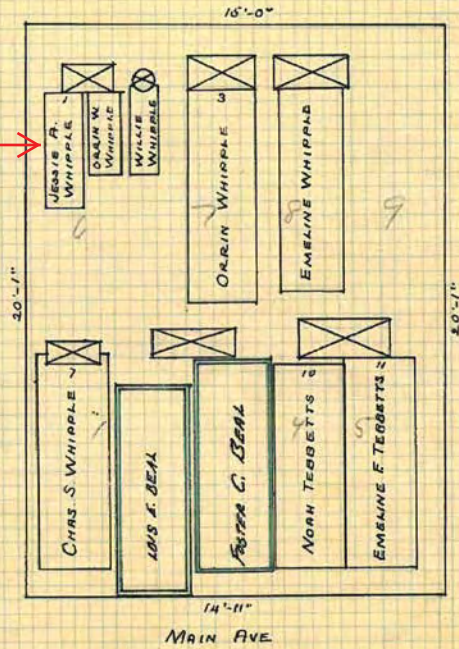 15'-0"
1
JESSIE A.
WHIPPLE
ORRIN W.
WHIPPLE
WILLIE
WHIPPLE
3
ORRIN WHIPPLE
EMELINE WHIPPLE
6
7
8
9
20'-1"
20'-1"
7
CHAS. S. WHIPPLE
LOIS E. BEAL
FOSTER C. BEAL
10
NOAH TEBBETTS
11
EMELINE F. TEBBETTS
1
4
5
14'-11"
MAIN AVE